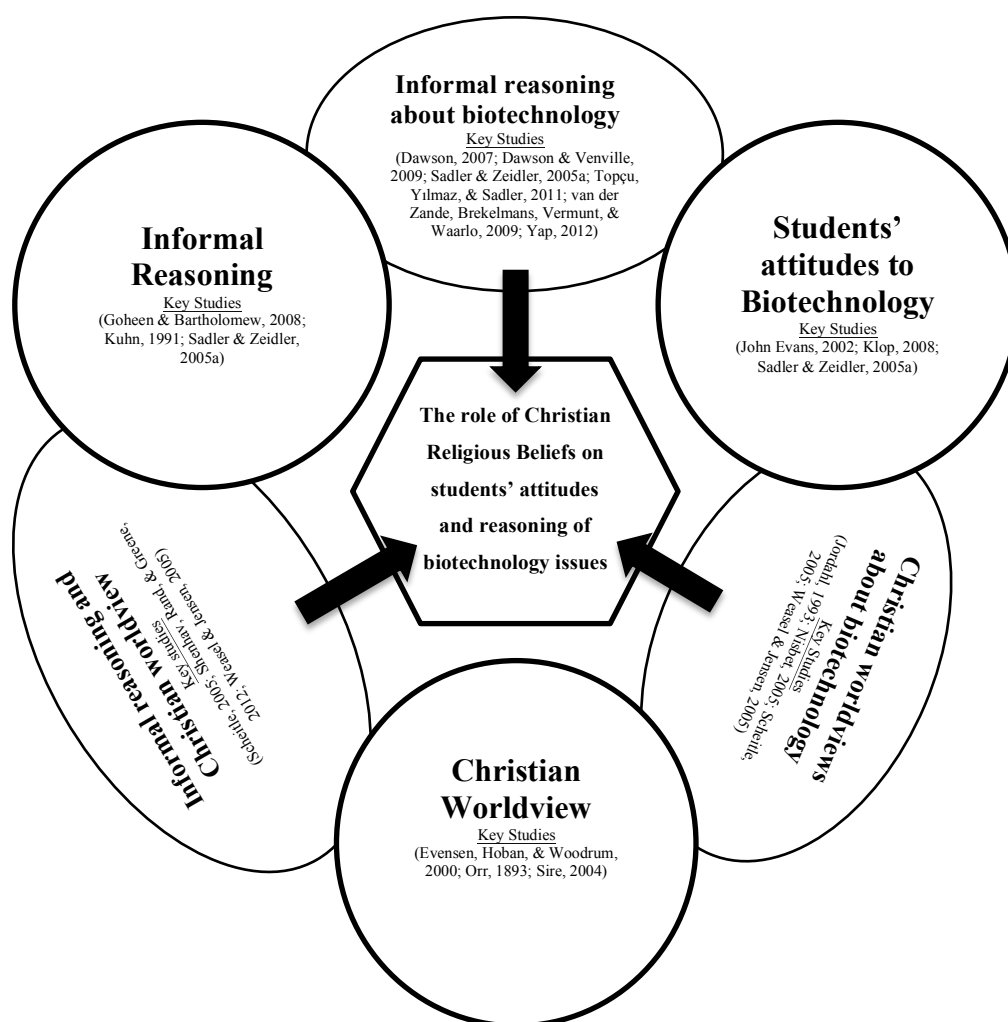 Informal reasoning
about biotechnology
Key Studies
(Dawson, 2007; Dawson & Venville,
2009; Sadler & Zeidler, 2005a; Topçu,
Yılmaz, & Sadler, 2011; van der
Zande, Brekelmans, Vermunt, &
Waarlo, 2009; Yap, 2012)
Informal
Reasoning
Key Studies
(Goheen & Bartholomew, 2008;
Kuhn, 1991; Sadler & Zeidler,
2005a)
Students’
attitudes to
Biotechnology
Key Studies
(John Evans, 2002; Klop, 2008;
Sadler & Zeidler, 2005a)
The role of Christian
Religious Beliefs on
students’ attitudes
and reasoning of
biotechnology issues
Informal reasoning and
Christian worldview
Key studies
(Scheitle, 2005; Shenhav, Rand, & Greene,
2012; Weasel & Jensen, 2005)
Christian worldviews
about biotechnology
Key Studies
(Jordahl, 1993; Nisbet, 2005; Scheitle,
2005; Weasel & Jensen, 2005)
Christian
Worldview
Key Studies
(Evensen, Hoban, & Woodrum,
2000; Orr, 1893; Sire, 2004)